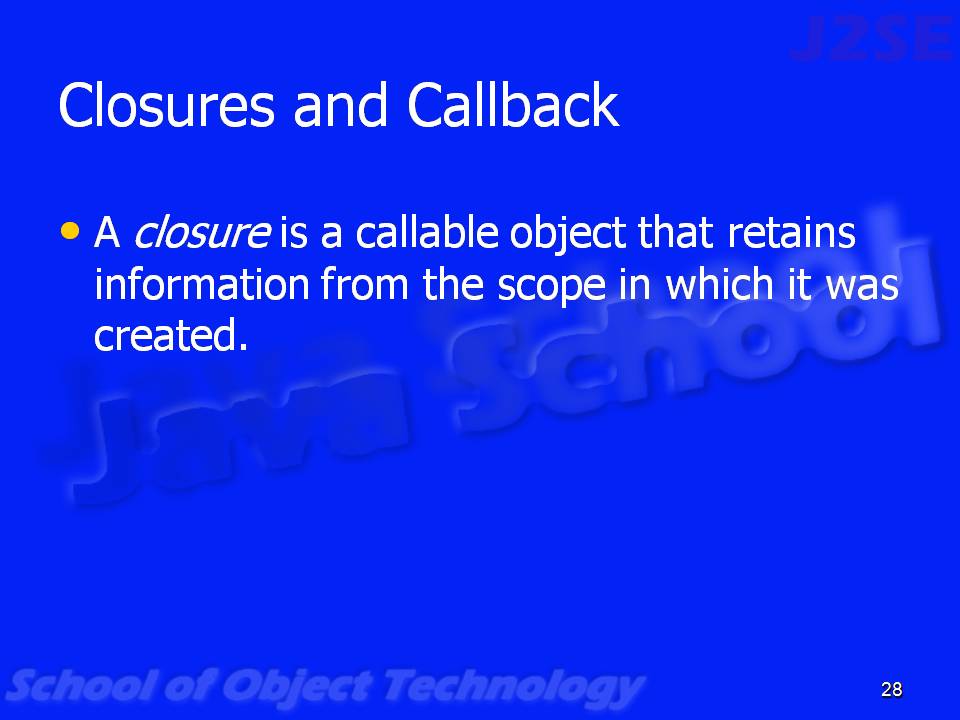 J2SE
Closures and Callback
• A closure is a callable object that retains
information from the scope in which it was
created.
Java School
School of Object Technology
28